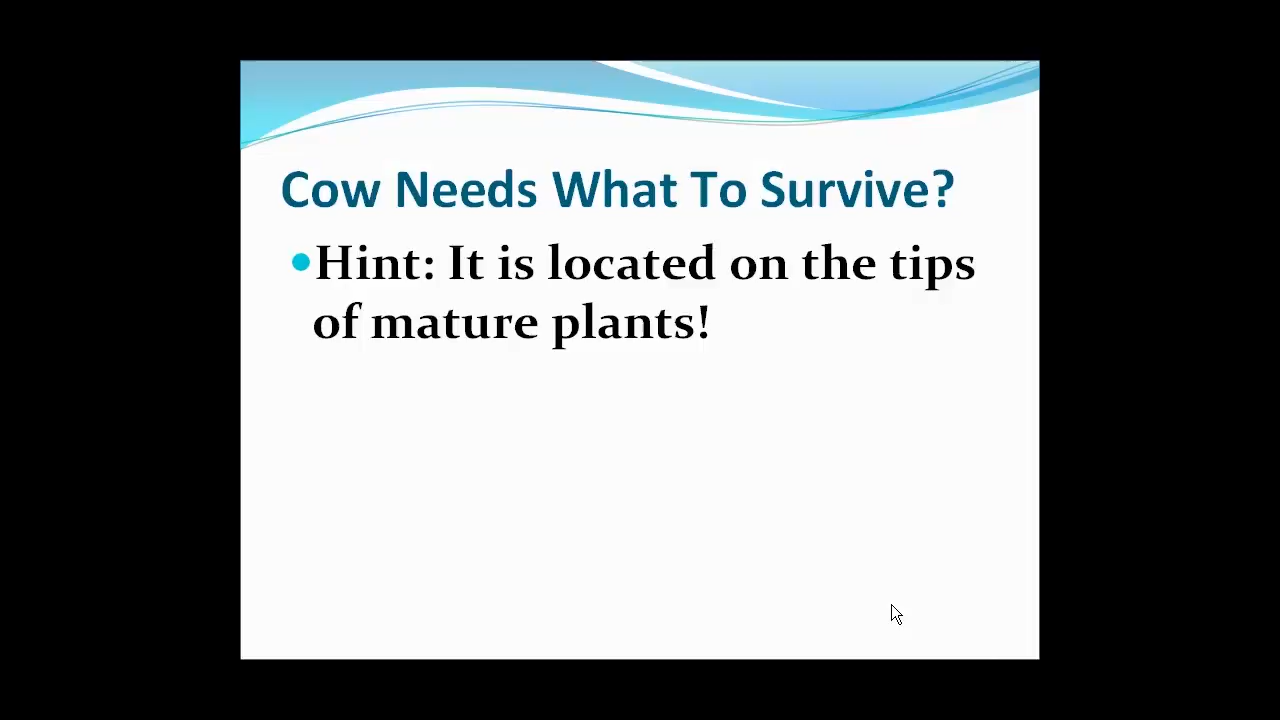 Cow Needs What To Survive?
•Hint: It is located on the tips
of mature plants!